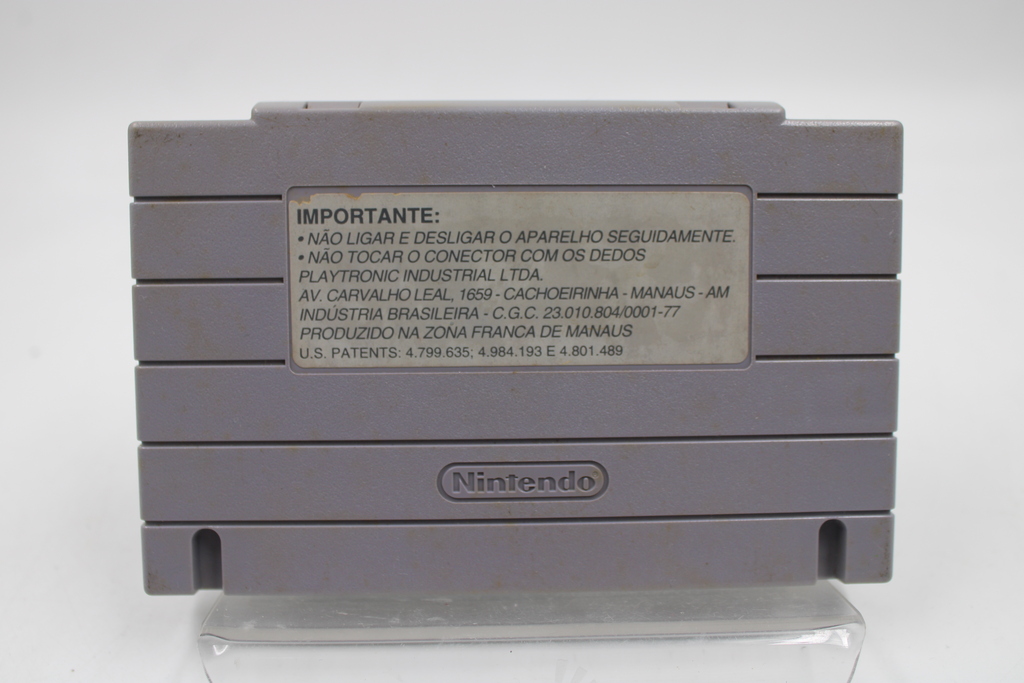 IMPORTANTE:
• NÃO LIGAR E DESLIGAR O APARELHO SEGUIDAMENTE.
• NÃO TOCAR O CONECTOR COM OS DEDOS
PLAYTRONIC INDUSTRIAL LTDA.
AV. CARVALHO LEAL, 1659 - CACHOEIRINHA - MANAUS - AM
INDÚSTRIA BRASILEIRA - C.G.C. 23.010.804/0001-77
PRODUZIDO NA ZONA FRANCA DE MANAUS
U.S. PATENTS: 4.799.635; 4.984.193 E 4.801.489
Nintendo